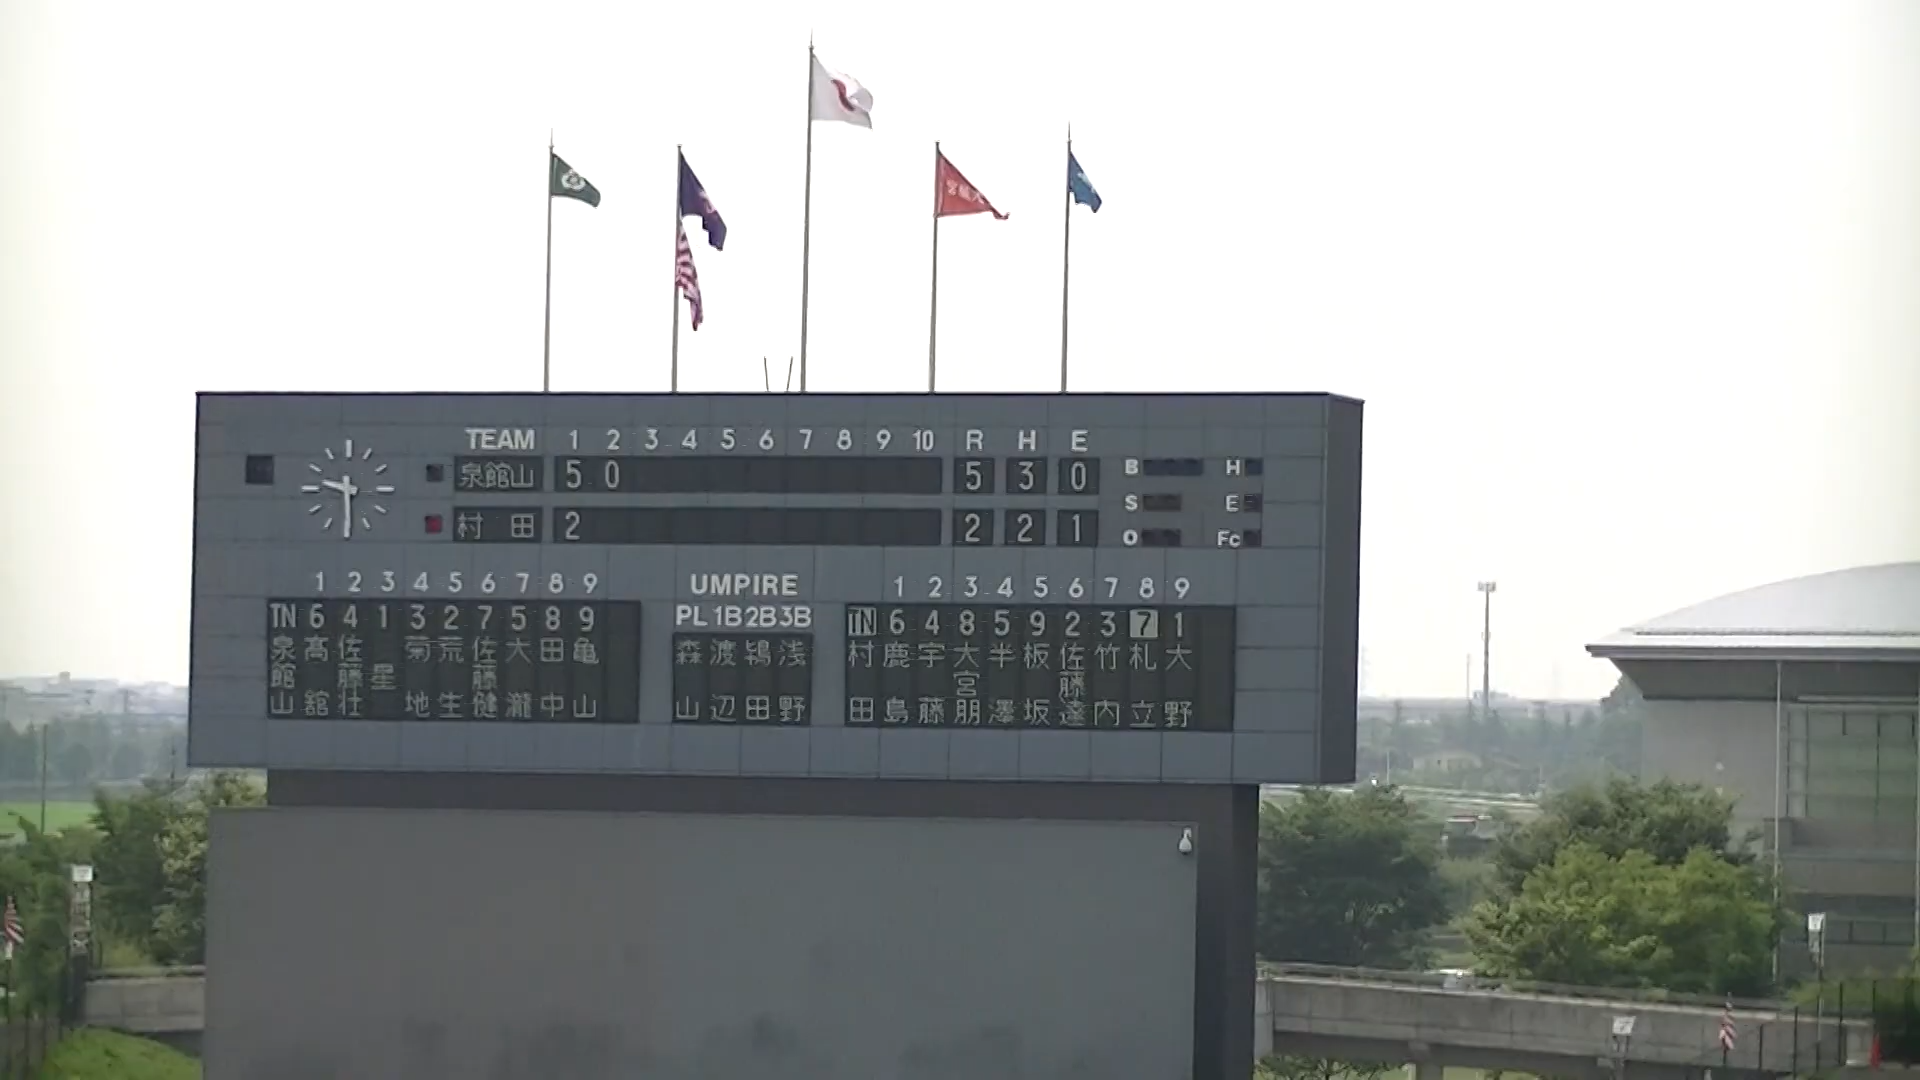 TEAM 1 2 3 4 5 6 7 8 9 10 R H E
泉館山 5 0 5 3 0
村田 2 2 2 1
B H
S E
O Fc
1 2 3 4 5 6 7 8 9
TN 6 4 1 3 2 7 5 8 9
泉館山 髙舘 佐藤壮 星 菊地 荒生 佐藤健 大瀧 田中 亀山
UMPIRE
PL 1B 2B 3B
森山 渡辺 鴇田 浅野
1 2 3 4 5 6 7 8 9
TN 6 4 8 5 9 2 3 7 1
村田 鹿島 宇藤 大宮朋 半澤 板坂 佐藤達 竹内 札立 大野